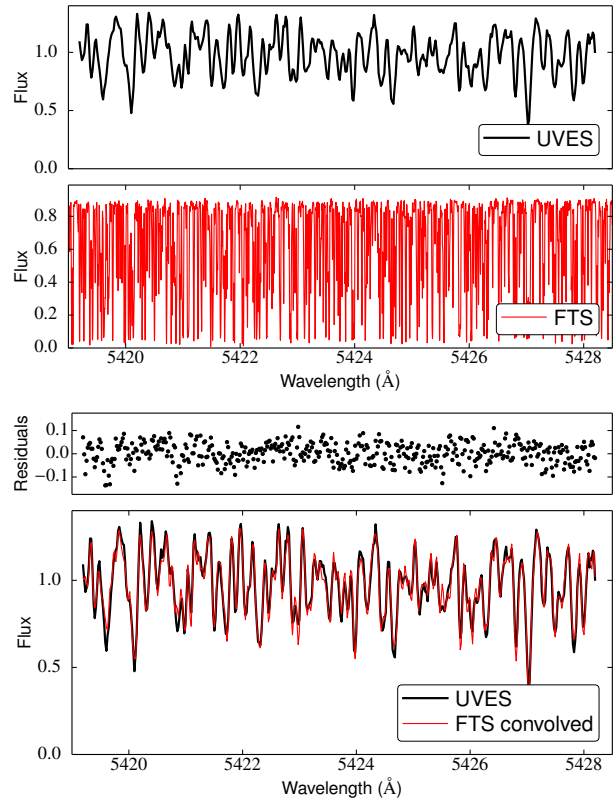 1.0
0.5
0.0
Flux
UVES
0.8
0.6
0.4
0.2
0.0
Flux
FTS
5420 5422 5424 5426 5428
Wavelength (Å)
0.1
0.0
−0.1
Residuals
1.0
0.5
0.0
Flux
UVES
FTS convolved
5420 5422 5424 5426 5428
Wavelength (Å)